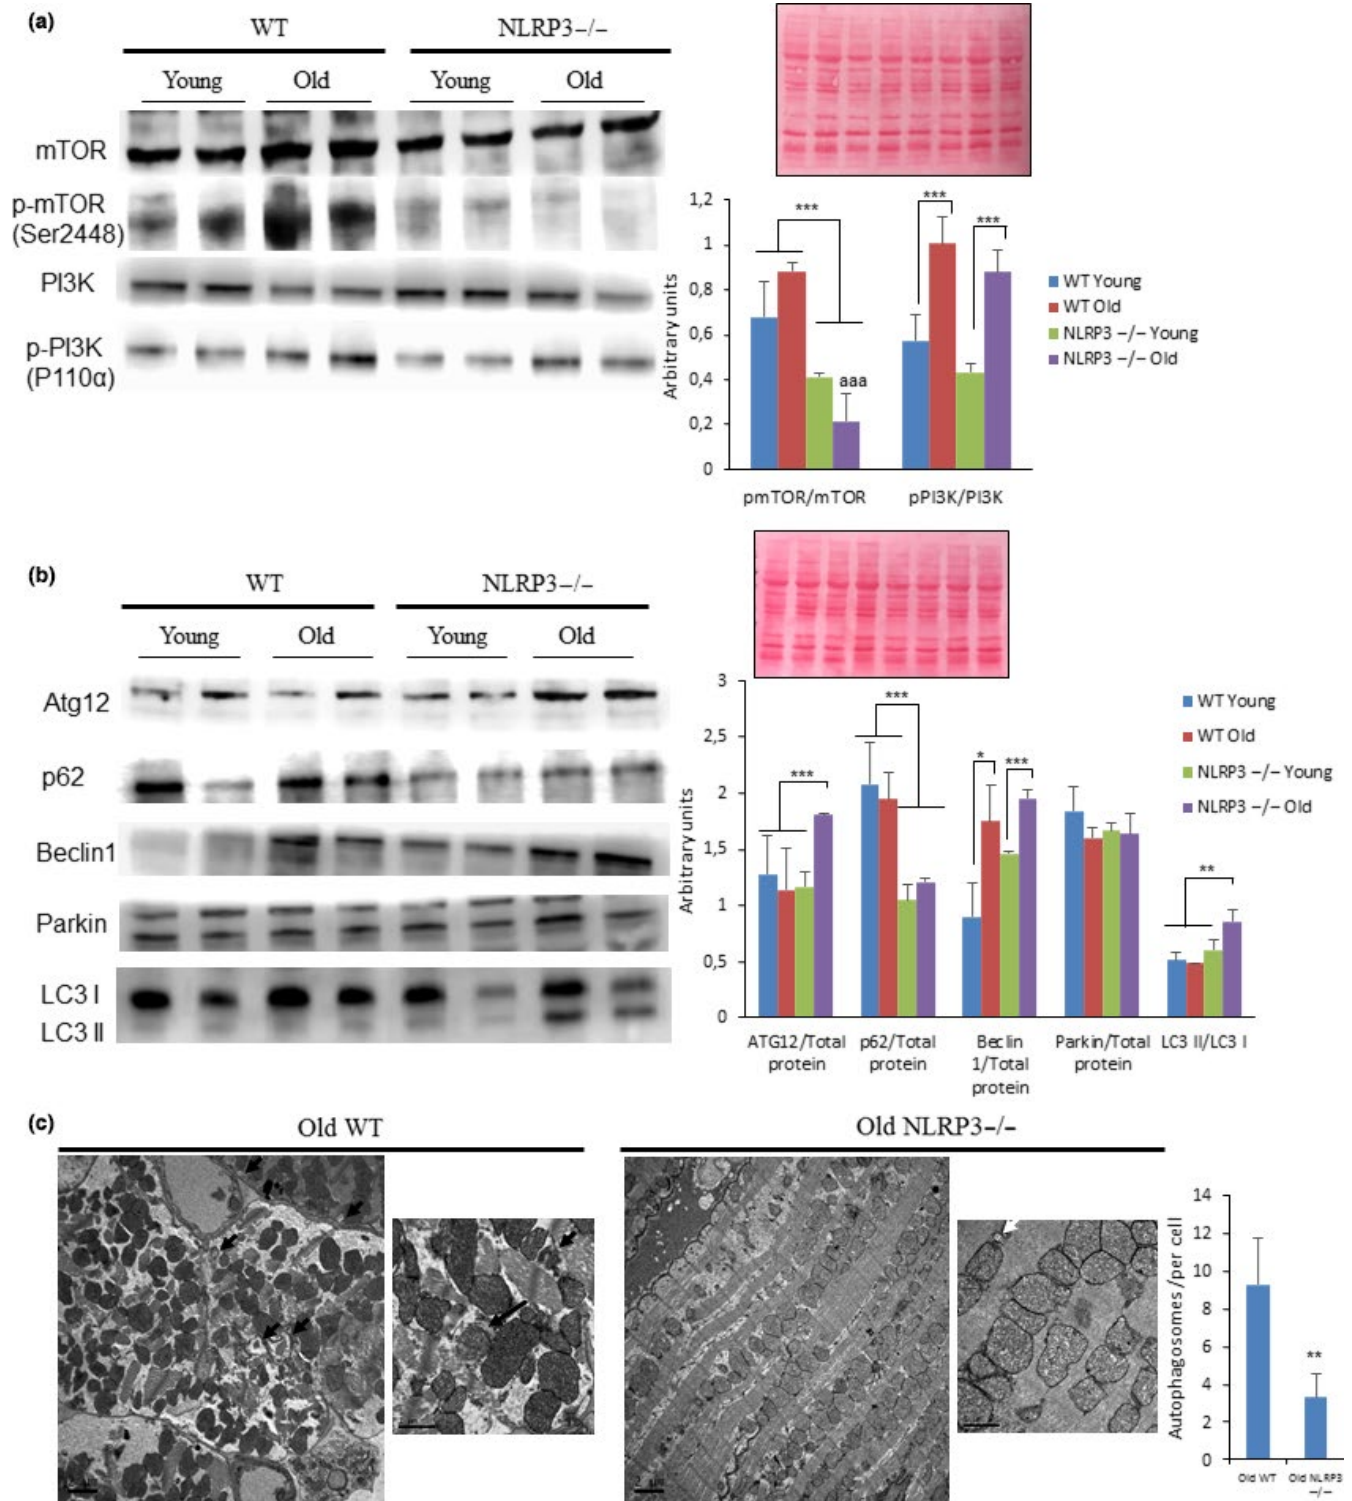 (a)
WT
NLRP3−/−
Young
Old
Young
Old
mTOR
p-mTOR
(Ser2448)
PI3K
p-PI3K
(P110α)
Arbitrary units
1,2
1
0,8
0,6
0,4
0,2
0
***
aaa
***
***
pmTOR/mTOR
pPI3K/PI3K
WT Young
WT Old
NLRP3 −/− Young
NLRP3 −/− Old
(b)
WT
NLRP3−/−
Young
Old
Young
Old
Atg12
p62
Beclin1
Parkin
LC3 I
LC3 II
Arbitrary units
3
2,5
2
1,5
1
0,5
0
***
***
*
***
**
ATG12/Total
protein
p62/Total
protein
Beclin
1/Total
protein
Parkin/Total
protein
LC3 II/LC3 I
WT Young
WT Old
NLRP3 −/− Young
NLRP3 −/− Old
(c)
Old WT
Old NLRP3−/−
Autophagosomes /per cell
14
12
10
8
6
4
2
0
**
Old WT
Old NLRP3
−/−